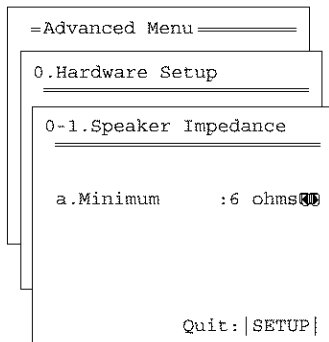 Advanced Menu
0.Hardware Setup
0-1.Speaker Impedance
a.Minimum :6 ohms
Quit:|SETUP|